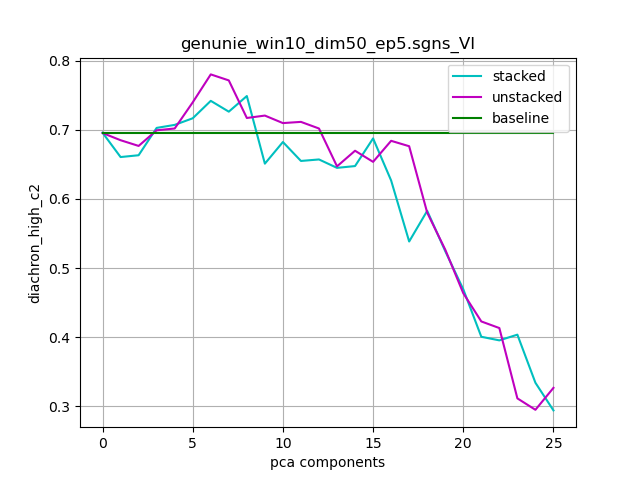 genunie_win10_dim50_ep5.sgns_VI
stacked
unstacked
baseline
diachron_high_c2
0.8
0.7
0.6
0.5
0.4
0.3
0 5 10 15 20 25
pca components